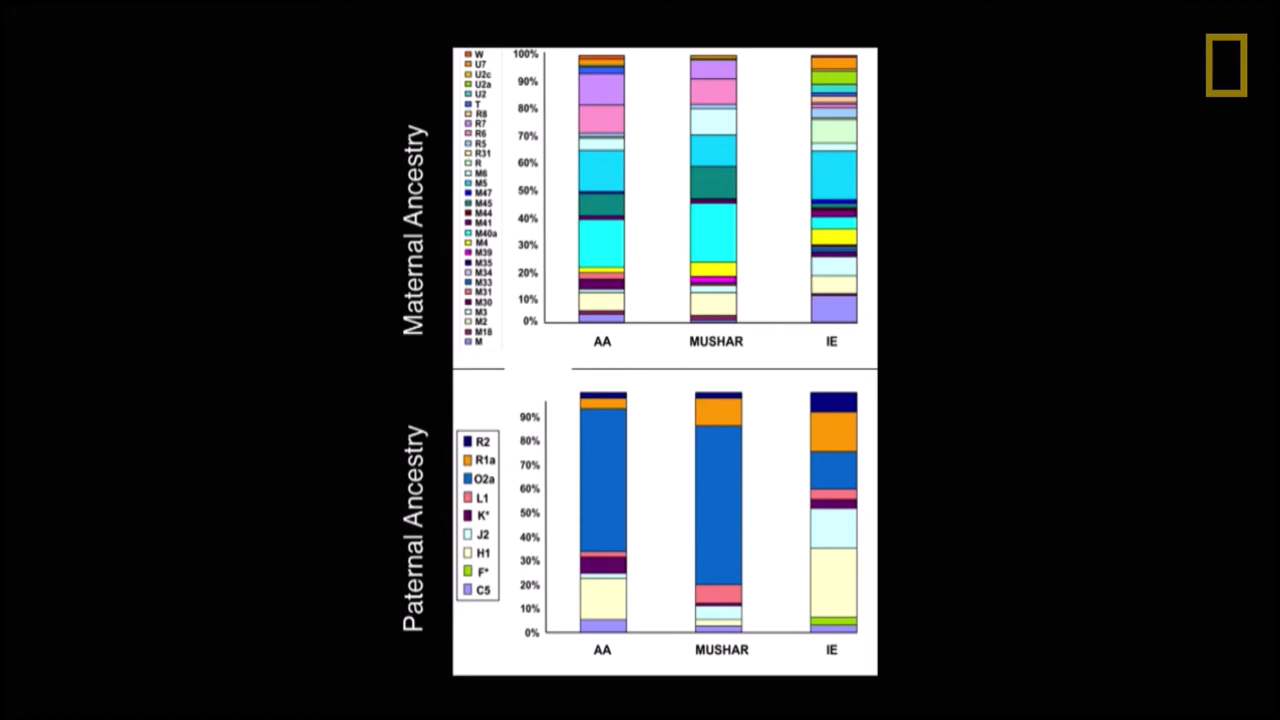 Maternal Ancestry
W
U7
U2c
U2a
U2
T
R8
R7
R6
R5
R31
R
M6
M5
M47
M45
M44
M41
M40a
M4
M39
M35
M34
M33
M31
M30
M3
M2
M18
M
100%
90%
80%
70%
60%
50%
40%
30%
20%
10%
0%
AA MUSHAR IE
Paternal Ancestry
R2
R1a
O2a
L1
K*
J2
H1
F*
C5
90%
80%
70%
60%
50%
40%
30%
20%
10%
0%
AA MUSHAR IE